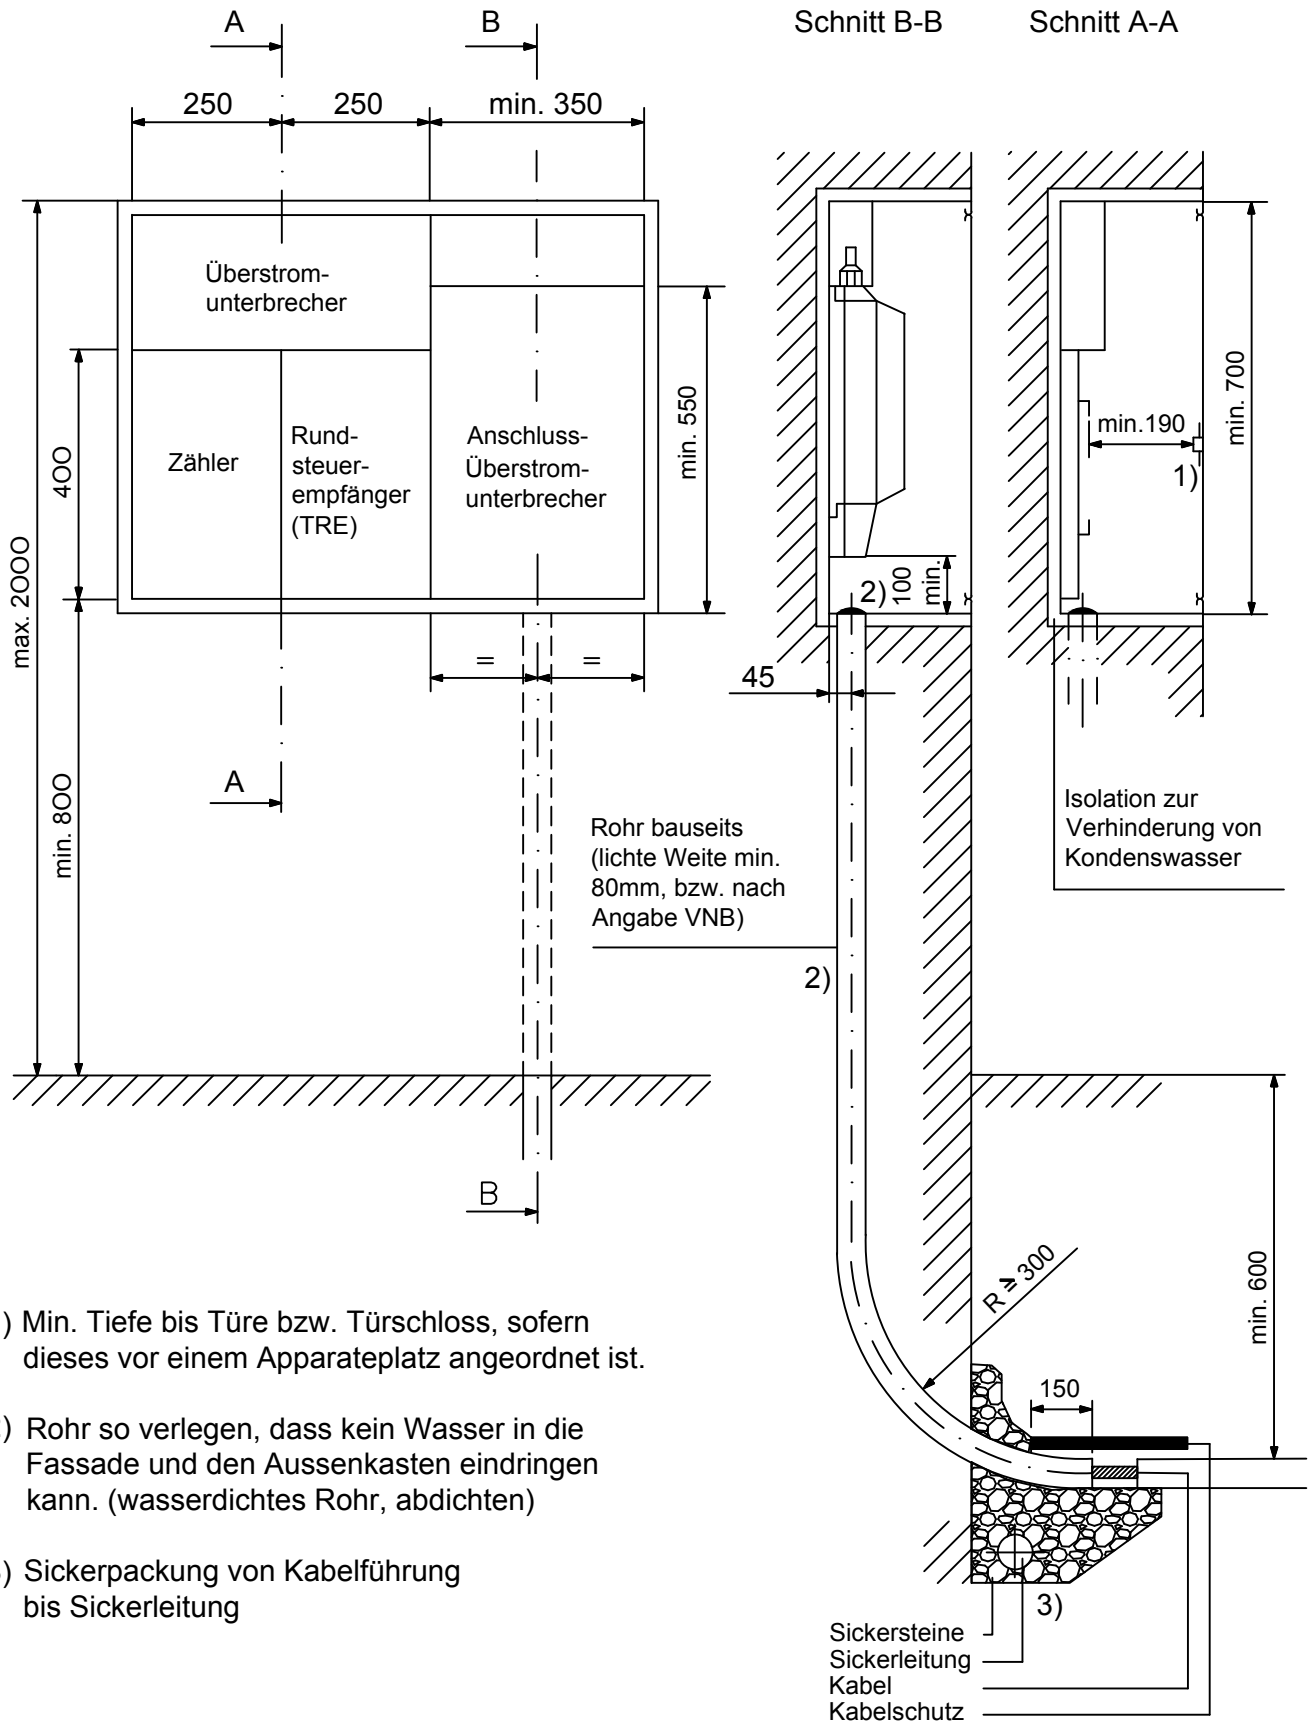 A
B
Schnitt B-B
Schnitt A-A
250
250
min. 350
Überstrom-
unterbrecher
Zähler
Rund-
steuer-
empfänger
(TRE)
Anschluss-
Überstrom-
unterbrecher
400
max. 2000
min. 800
min. 550
=
=
A
B
2)
100
min.
45
min.190
1)
min. 700
Rohr bauseits
(lichte Weite min.
80mm, bzw. nach
Angabe VNB)
2)
Isolation zur
Verhinderung von
Kondenswasser
R ≥ 300
150
min. 600
3)
Sickersteine
Sickerleitung
Kabel
Kabelschutz
) Min. Tiefe bis Türe bzw. Türschloss, sofern
dieses vor einem Apparateplatz angeordnet ist.
) Rohr so verlegen, dass kein Wasser in die
Fassade und den Aussenkasten eindringen
kann. (wasserdichtes Rohr, abdichten)
) Sickerpackung von Kabelführung
bis Sickerleitung